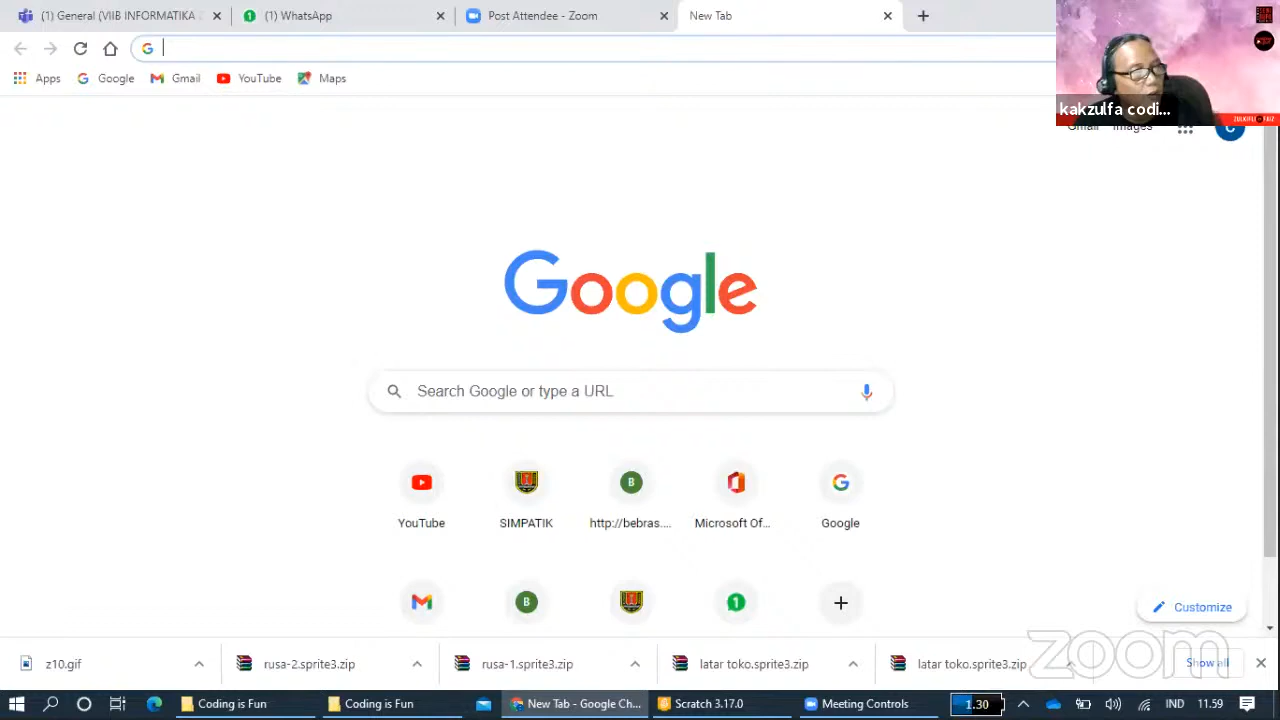 (1) General (VIIB INFORMATIKA
(1) WhatsApp
Post Attendee - Zoom
New Tab
Apps
Google
Gmail
YouTube
Maps
kakzulfa codi...
ZULKIFLI FAIZ
Gmail
Images
Google
Search Google or type a URL
YouTube
SIMPATIK
http://bebras....
Microsoft Of...
Google
Customize
zoom
z10.gif
rusa-2.sprite3.zip
rusa-1.sprite3.zip
latar toko.sprite3.zip
latar toko.sprite3.zip
Show all
Coding is Fun
Coding is Fun
New Tab - Google Ch...
Scratch 3.17.0
Meeting Controls
1.30
IND
11.59